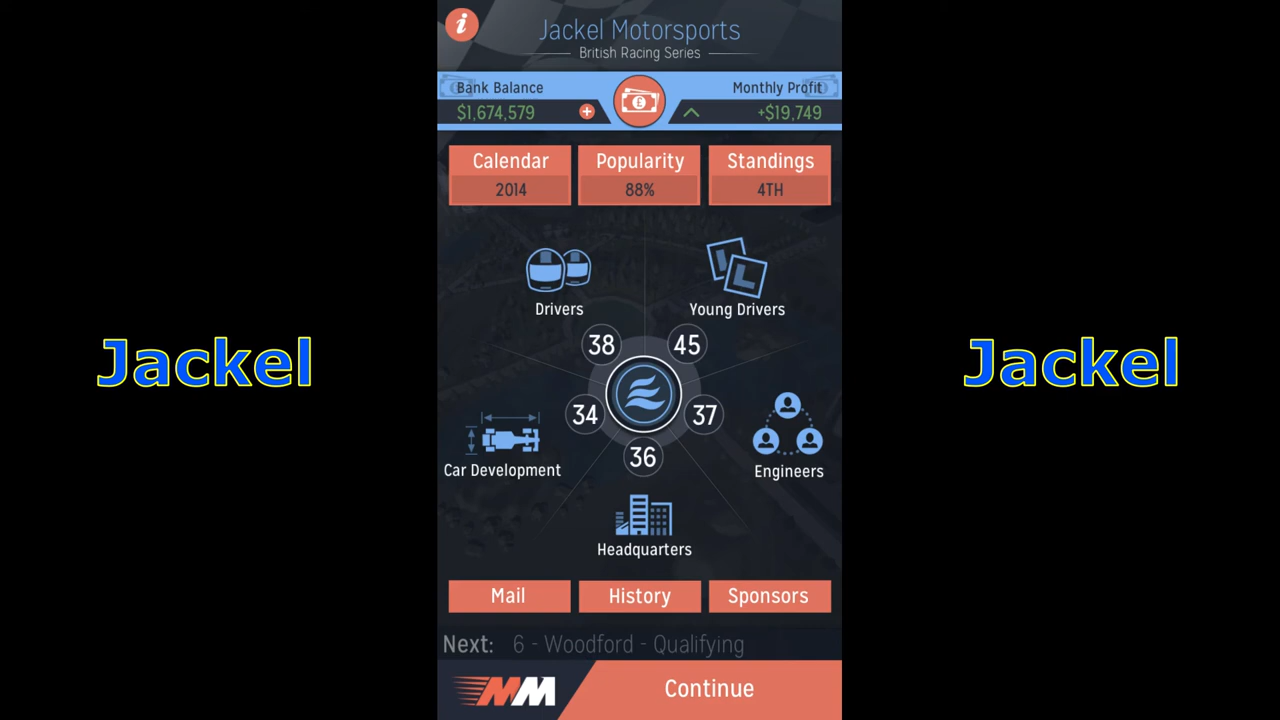 i
Jackel Motorsports
British Racing Series
Bank Balance
Monthly Profit
$1,674,579
+
£
+$19,749
Calendar
Popularity
Standings
2014
88%
4TH
L
Drivers
Young Drivers
38
45
Jackel
Jackel
34
37
36
Car Development
Engineers
Headquarters
Mail
History
Sponsors
Next: 6 - Woodford - Qualifying
MM
Continue